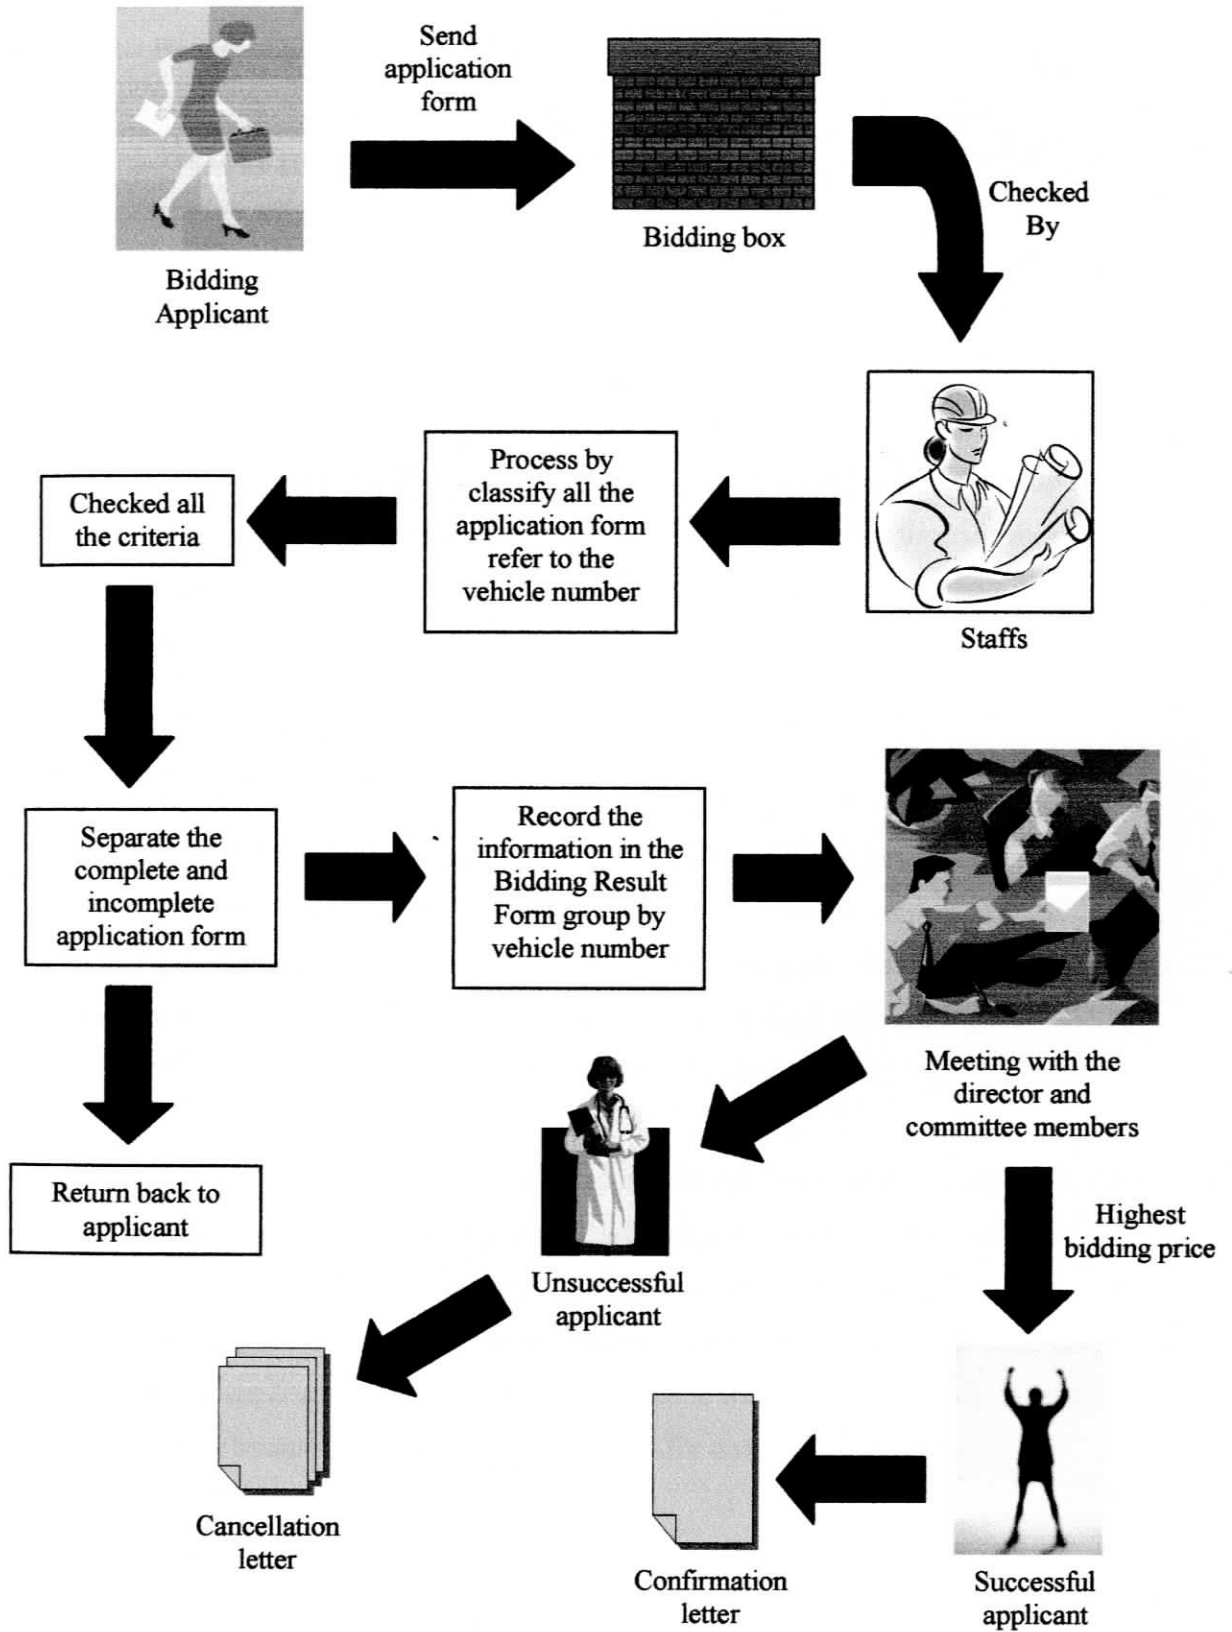 Send
application
form
Bidding
Applicant
Bidding box
Checked
By
Staffs
Process by
classify all the
application form
refer to the
vehicle number
Checked all
the criteria
Separate the
complete and
incomplete
application form
Record the
information in the
Bidding Result
Form group by
vehicle number
Meeting with the
director and
committee members
Return back to
applicant
Unsuccessful
applicant
Highest
bidding price
Cancellation
letter
Confirmation
letter
Successful
applicant